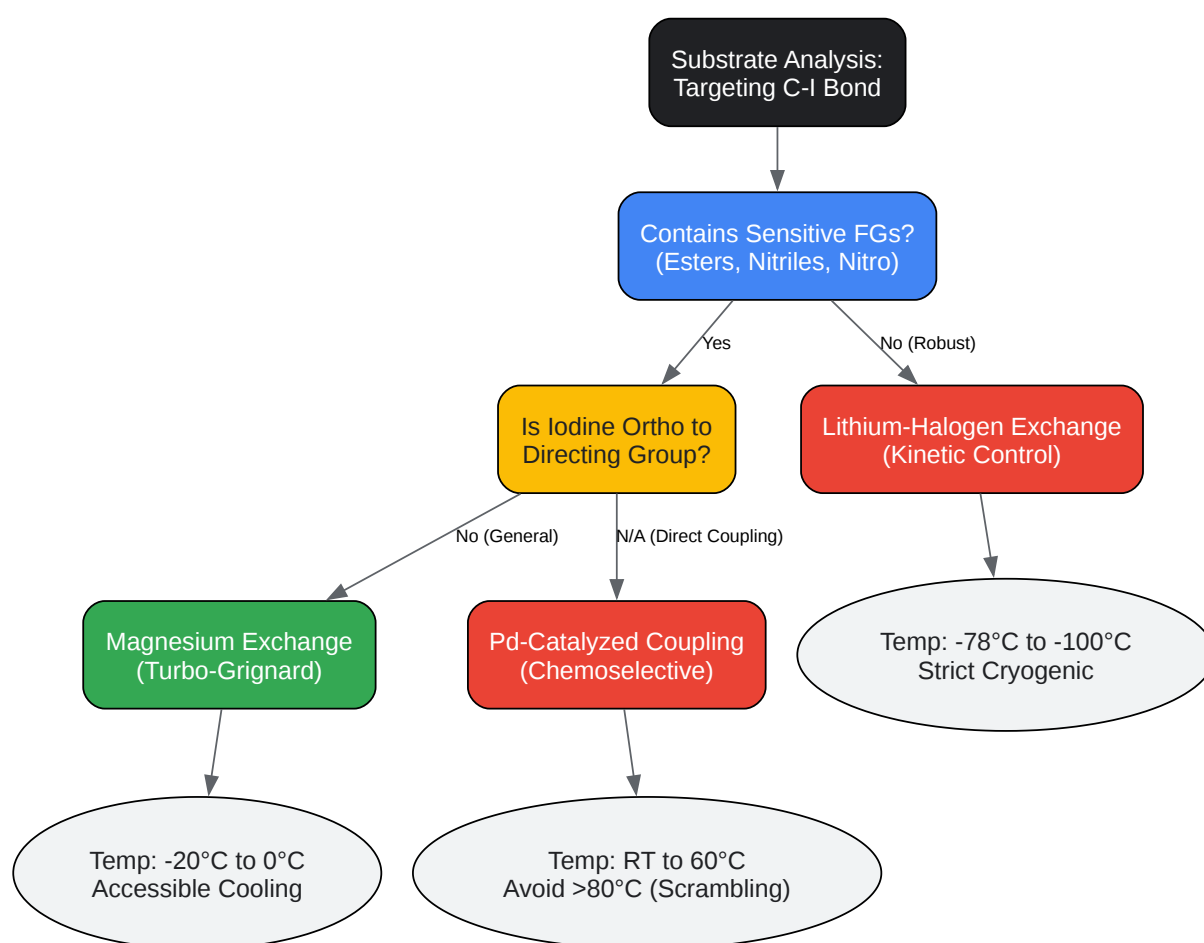 Substrate Analysis:
Targeting C-I Bond
Contains Sensitive FGs?
(Esters, Nitriles, Nitro)
Yes
No (Robust)
Is Iodine Ortho to
Directing Group?
Lithium-Halogen Exchange
(Kinetic Control)
No (General)
N/A (Direct Coupling)
Magnesium Exchange
(Turbo-Grignard)
Pd-Catalyzed Coupling
(Chemoselective)
Temp: -78°C to -100°C
Strict Cryogenic
Temp: -20°C to 0°C
Accessible Cooling
Temp: RT to 60°C
Avoid >80°C (Scrambling)